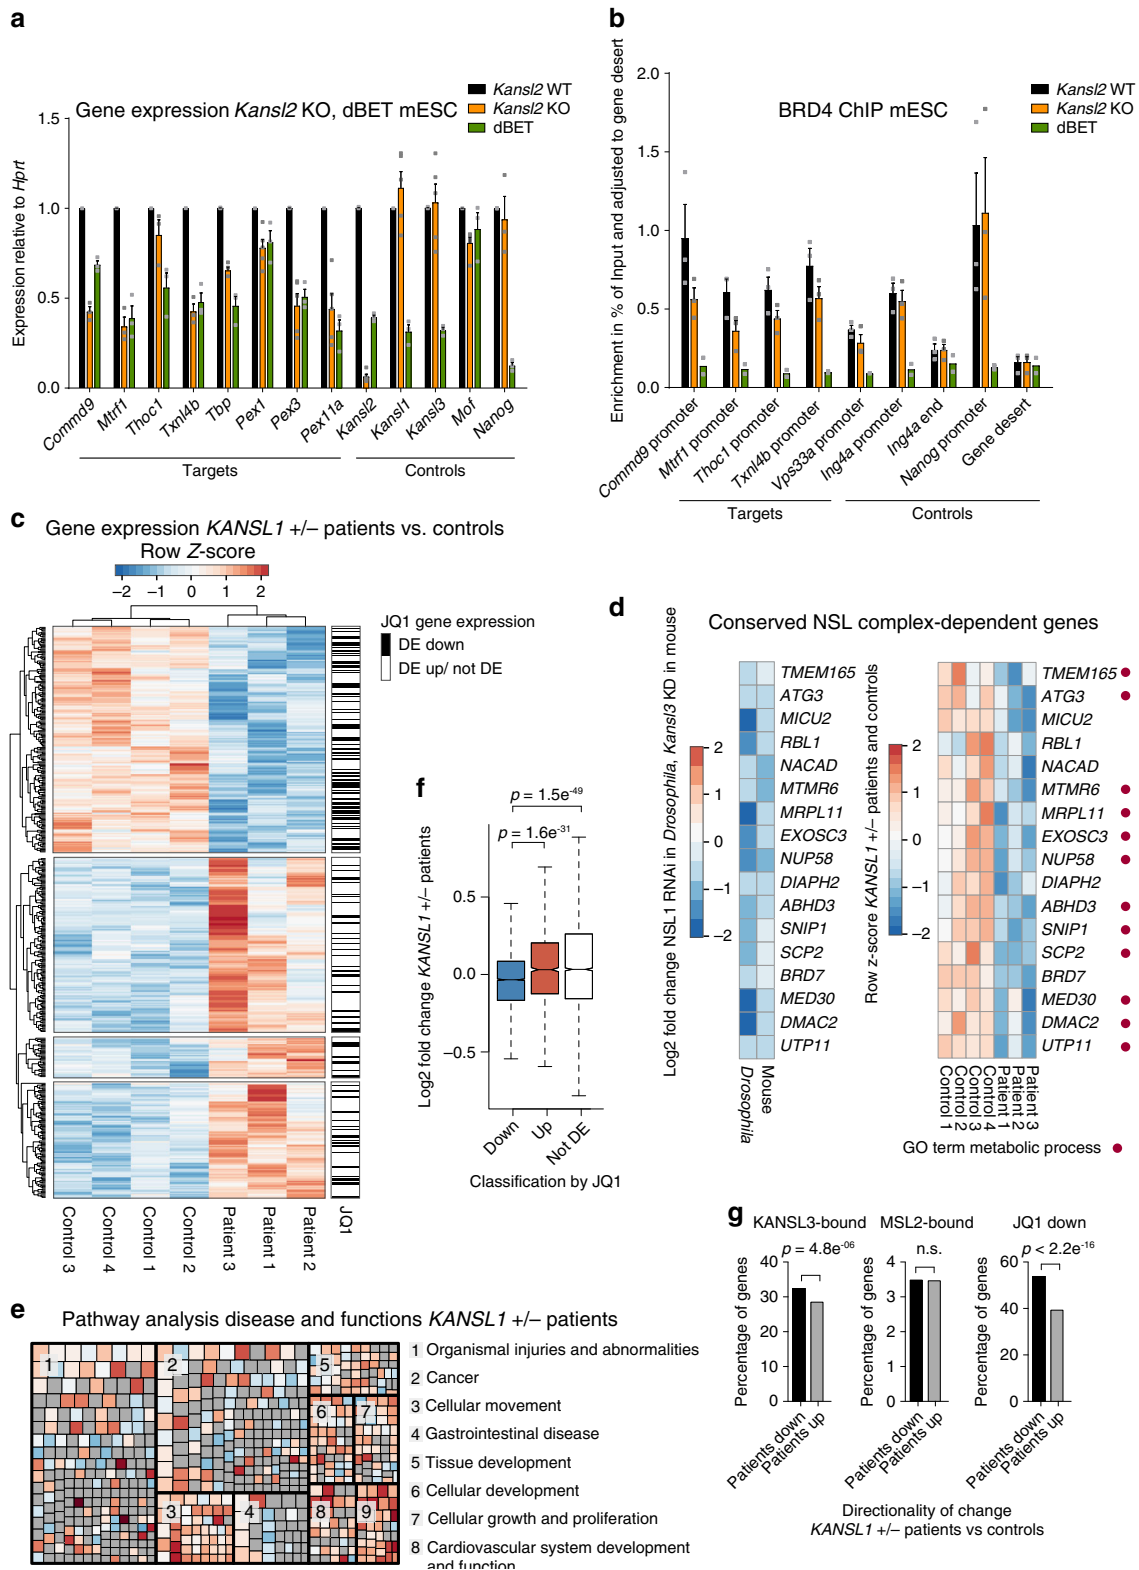 a
Gene expression Kansl2 KO, dBET mESC
Kansl2 WT
Kansl2 KO
dBET
Expression relative to Hprt
1.5
1.0
0.5
0.0
Commd9
Mtrf1
Thoc1
Txnl4b
Tbp
Pex1
Pex3
Pex11a
Kansl2
Kansl1
Kansl3
Mof
Nanog
Targets
Controls
b
BRD4 ChIP mESC
Kansl2 WT
Kansl2 KO
dBET
Enrichment in % of Input and adjusted to gene desert
2.0
1.5
1.0
0.5
0.0
Commd9 promoter
Mtrf1 promoter
Thoc1 promoter
Txnl4b promoter
Vps33a promoter
Ing4a promoter
Ing4a end
Nanog promoter
Gene desert
Targets
Controls
c
Gene expression KANSL1 +/– patients vs. controls
Row Z-score
–2 –1 0 1 2
JQ1 gene expression
DE down
DE up/ not DE
Control 3
Control 4
Control 1
Control 2
Patient 3
Patient 1
Patient 2
JQ1
d
Conserved NSL complex-dependent genes
Log2 fold change NSL1 RNAi in Drosophila, Kansl3 KD in mouse
2
1
0
–1
–2
TMEM165
ATG3
MICU2
RBL1
NACAD
MTMR6
MRPL11
EXOSC3
NUP58
DIAPH2
ABHD3
SNIP1
SCP2
BRD7
MED30
DMAC2
UTP11
Drosophila
Mouse
Row z-score KANSL1 +/– patients and controls
2
1
0
–1
–2
TMEM165
ATG3
MICU2
RBL1
NACAD
MTMR6
MRPL11
EXOSC3
NUP58
DIAPH2
ABHD3
SNIP1
SCP2
BRD7
MED30
DMAC2
UTP11
Control 1
Control 2
Control 3
Control 4
Patient 1
Patient 2
Patient 3
GO term metabolic process
f
Log2 fold change KANSL1 +/– patients
p = 1.5e-49
p = 1.6e-31
0.5
0.0
–0.5
Down
Up
Not DE
Classification by JQ1
g
KANSL3-bound
p = 4.8e-06
Percentage of genes
40
30
20
10
0
Patients down
Patients up
MSL2-bound
n.s.
Percentage of genes
4
3
2
1
0
Patients down
Patients up
JQ1 down
p < 2.2e-16
Percentage of genes
60
40
20
0
Patients down
Patients up
Directionality of change
KANSL1 +/– patients vs controls
e
Pathway analysis disease and functions KANSL1 +/– patients
1
2
3
4
5
6
7
8
9
1 Organismal injuries and abnormalities
2 Cancer
3 Cellular movement
4 Gastrointestinal disease
5 Tissue development
6 Cellular development
7 Cellular growth and proliferation
8 Cardiovascular system development
and function